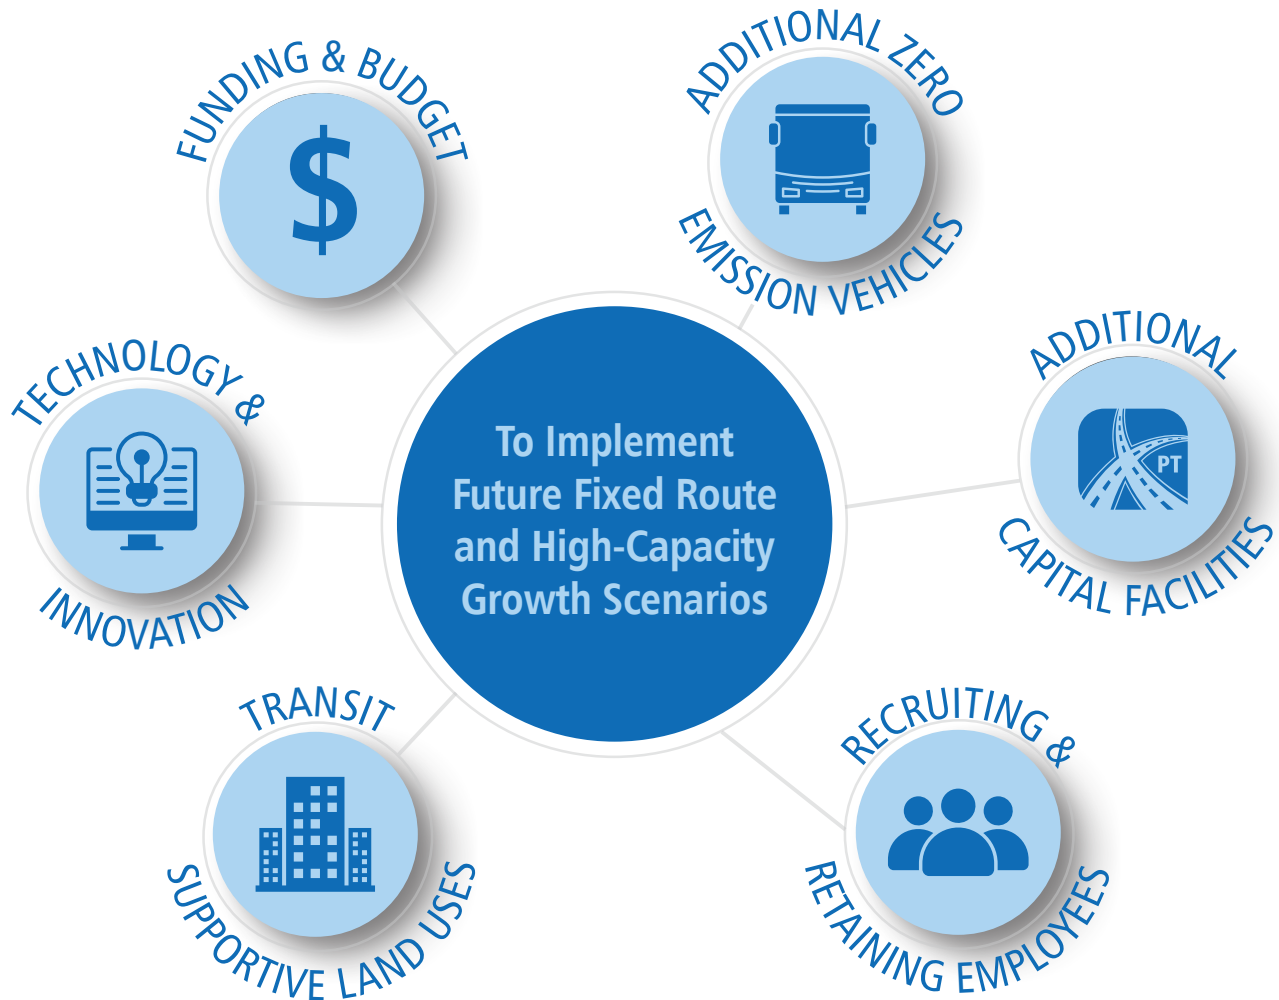 FUNDING & BUDGET
$
ADDITIONAL ZERO
EMISSION VEHICLES
ADDITIONAL
PT
CAPITAL FACILITIES
TECHNOLOGY &
INNOVATION
To Implement
Future Fixed Route
and High-Capacity
Growth Scenarios
TRANSIT
SUPPORTIVE LAND USES
RECRUITING &
RETAINING EMPLOYEES